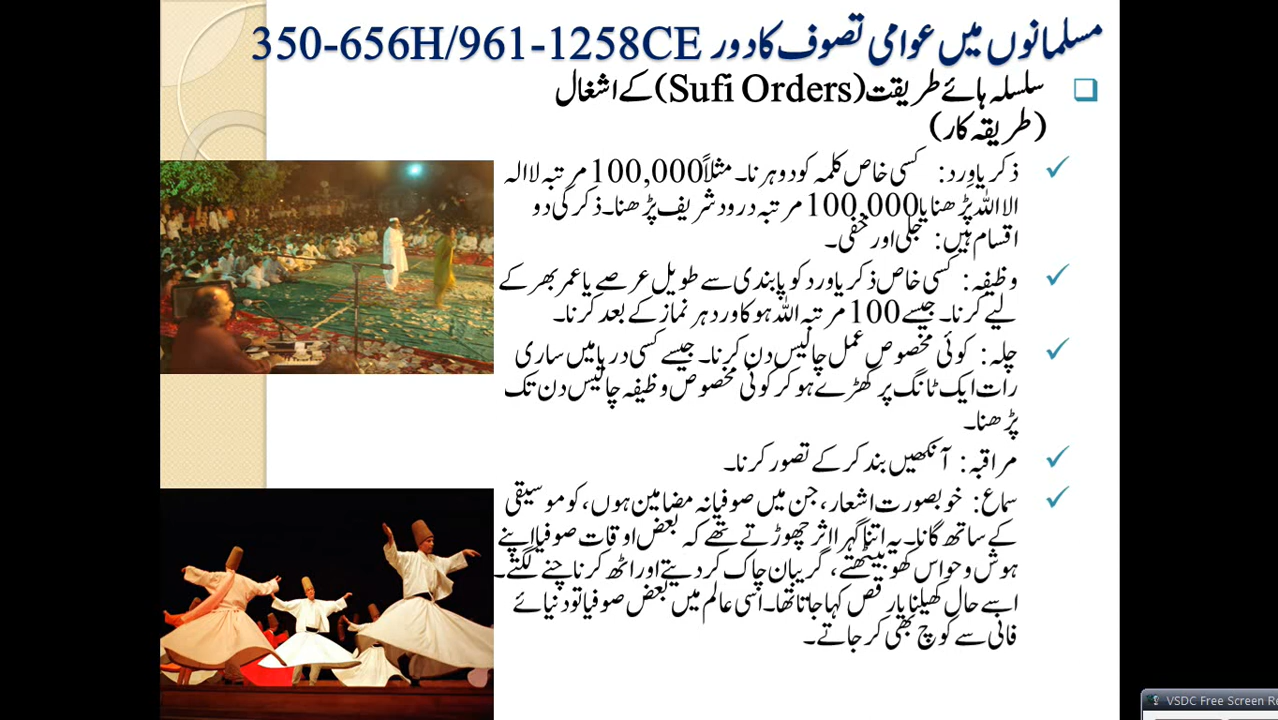 مسلمانوں میں عوامی تصوف کا دور 350-656H/961-1258CE
سلسلہ ہائے طریقت (Sufi Orders) کے اشغال
(طریقہ کار)
ذکر یا وِرد: کسی خاص کلمہ کو دوہرنا۔ مثلاً 100,000 مرتبہ لا الہ
الا اللہ پڑھنا یا 100,000 مرتبہ درود شریف پڑھنا۔ ذکر کی دو
اقسام ہیں: جلی اور خفی۔
وظیفہ: کسی خاص ذکر یا ورد کو پابندی سے طویل عرصے یا عمر بھر کے
لیے کرنا۔ جیسے 100 مرتبہ اللہ ہو کا ورد ہر نماز کے بعد کرنا۔
چلہ: کوئی مخصوص عمل چالیس دن کرنا۔ جیسے کسی دریا میں ساری
رات ایک ٹانگ پر کھڑے ہو کر کوئی مخصوص وظیفہ چالیس دن تک
پڑھنا۔
مراقبہ: آنکھیں بند کر کے تصور کرنا۔
سماع: خوبصورت اشعار، جن میں صوفیانہ مضامین ہوں، کو موسیقی
کے ساتھ گانا۔ یہ اتنا گہرا اثر چھوڑتے تھے کہ بعض اوقات صوفیا اپنے
ہوش و حواس کھو بیٹھتے، گریبان چاک کر دیتے اور اٹھ کر ناچنے لگتے۔
اسے حال کھیلنا یا رقص کہا جاتا تھا۔ اسی عالم میں بعض صوفیا تو دنیائے
فانی سے کوچ بھی کر جاتے۔
VSDC Free Screen Re